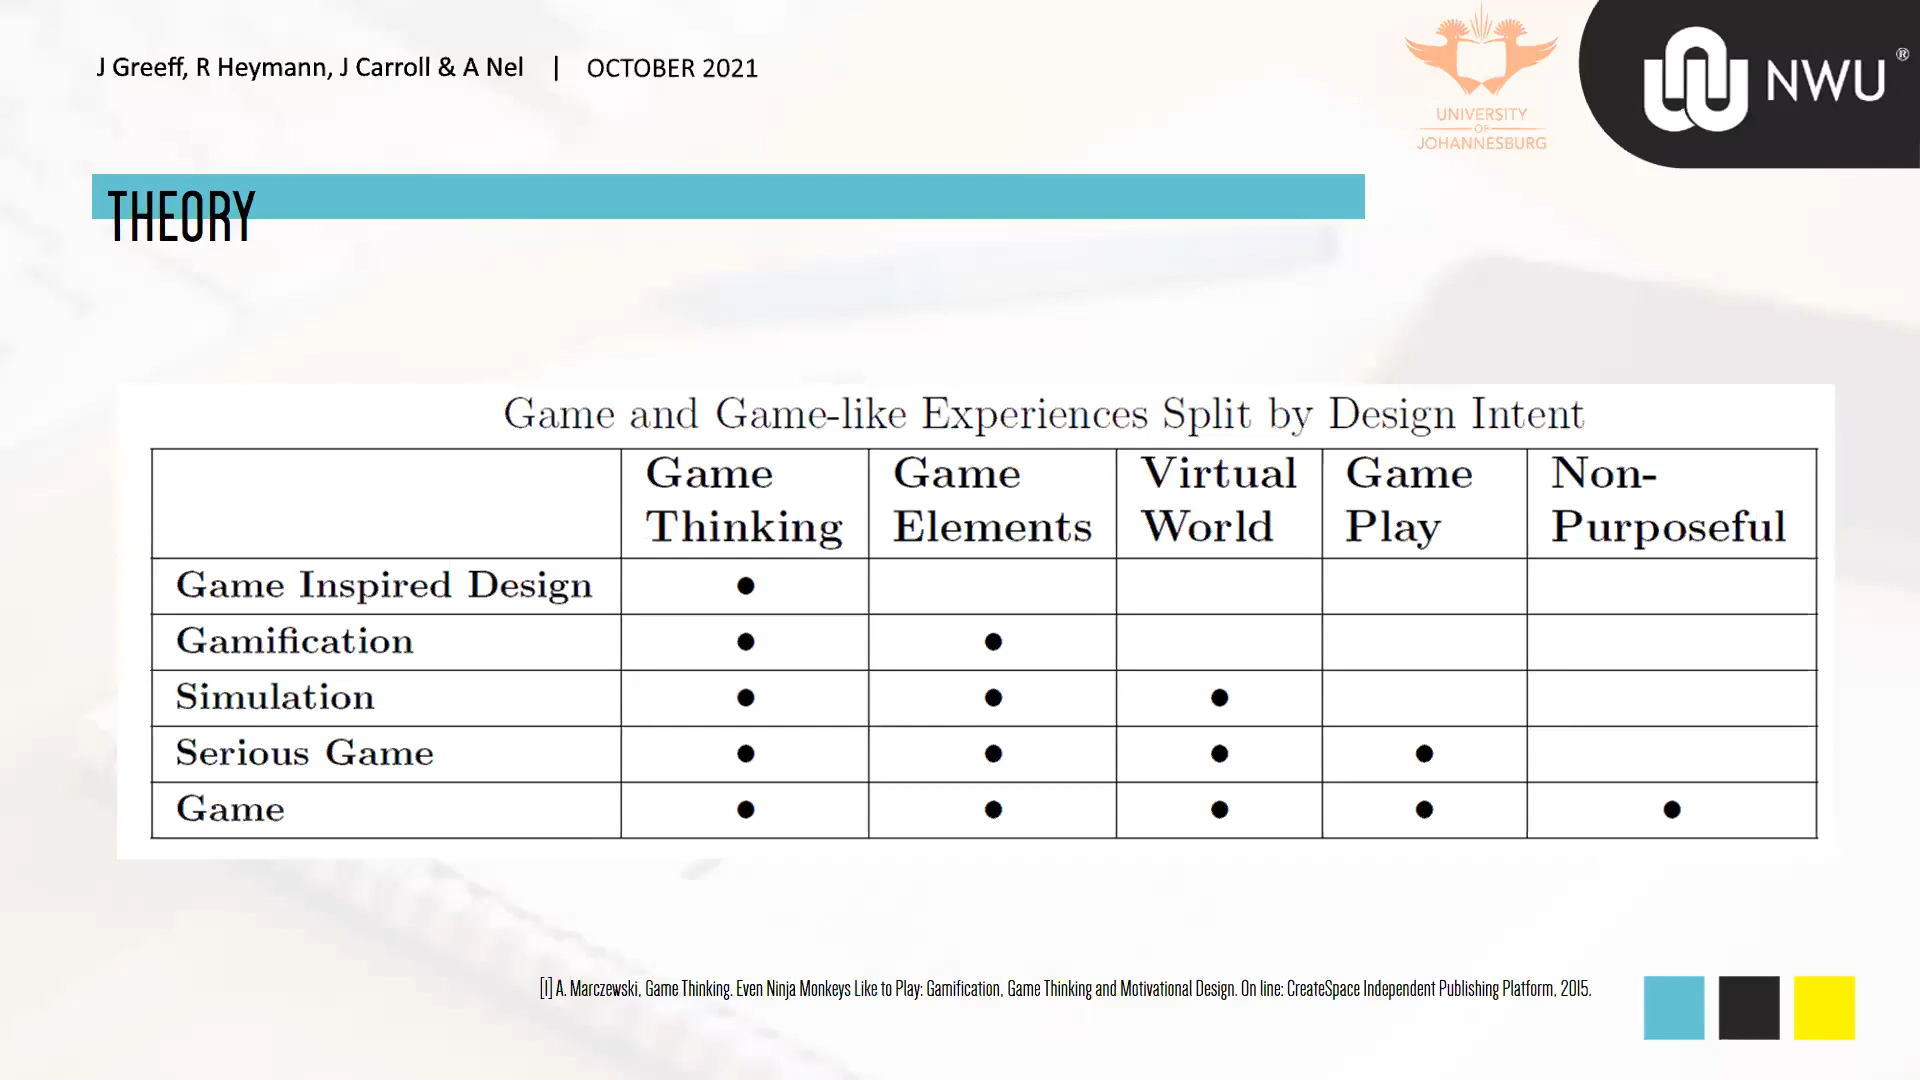 J Greeff, R Heymann, J Carroll & A Nel | OCTOBER 2021
UNIVERSITY
OF
JOHANNESBURG
NWU®
THEORY
Game and Game-like Experiences Split by Design Intent
Game Thinking Game Elements Virtual World Game Play Non-Purposeful
Game Inspired Design ●
Gamification ● ●
Simulation ● ● ●
Serious Game ● ● ● ●
Game ● ● ● ● ●
[1] A. Marczewski, Game Thinking. Even Ninja Monkeys Like to Play: Gamification, Game Thinking and Motivational Design. On line: CreateSpace Independent Publishing Platform, 2015.